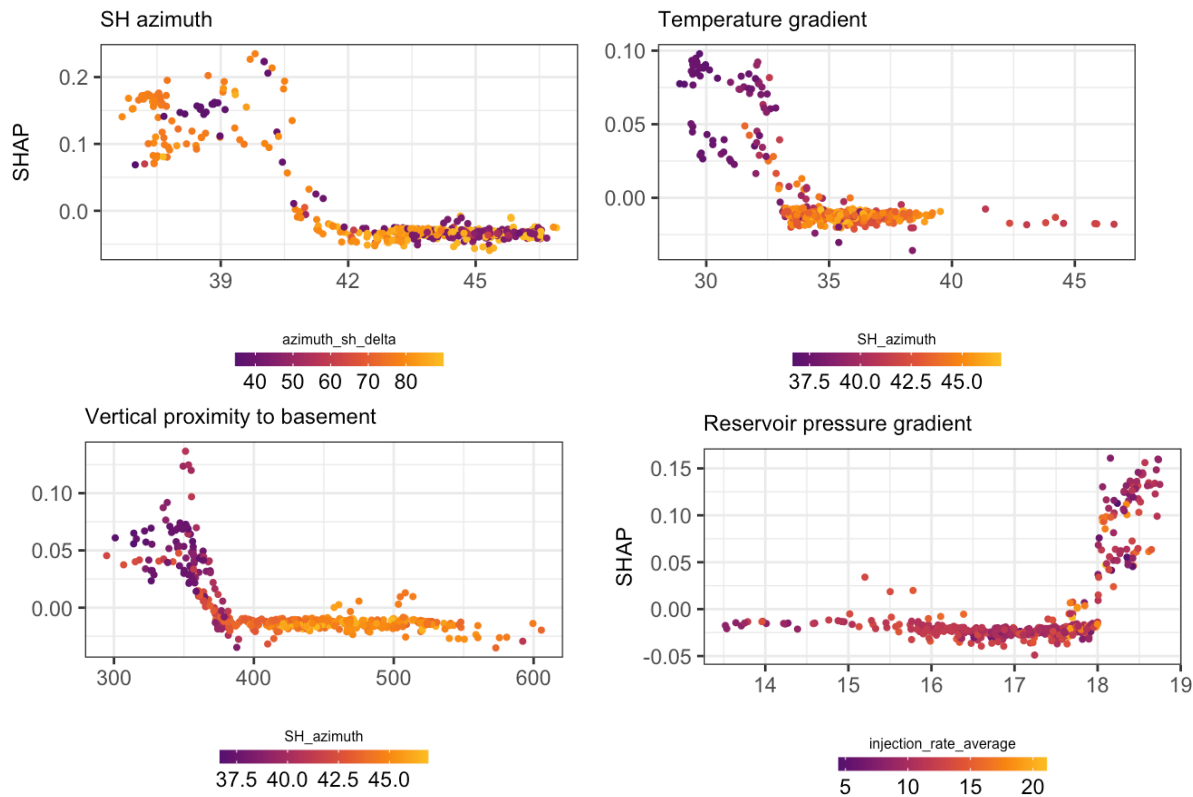 SH azimuth
SHAP
0.2
0.1
0.0
39
42
45
azimuth_sh_delta
40 50 60 70 80
Temperature gradient
0.10
0.05
0.00
30
35
40
45
SH_azimuth
37.5 40.0 42.5 45.0
Vertical proximity to basement
0.10
0.05
0.00
300
400
500
600
SH_azimuth
37.5 40.0 42.5 45.0
Reservoir pressure gradient
SHAP
0.15
0.10
0.05
0.00
-0.05
14
15
16
17
18
19
injection_rate_average
5 10 15 20